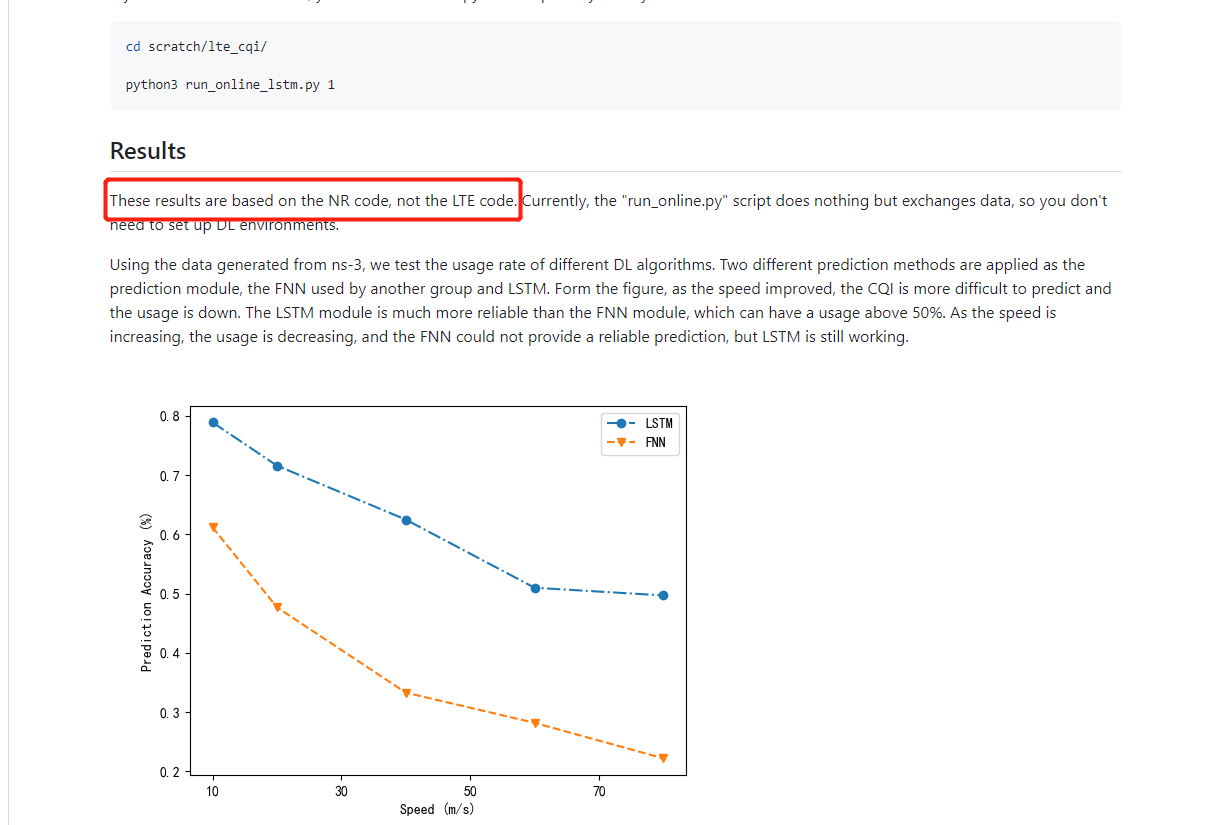 cd scratch/lte_cqi/
python3 run_online_lstm.py 1
Results
These results are based on the NR code, not the LTE code. Currently, the "run_online.py" script does nothing but exchanges data, so you don't
need to set up DL environments.
Using the data generated from ns-3, we test the usage rate of different DL algorithms. Two different prediction methods are applied as the
prediction module, the FNN used by another group and LSTM. Form the figure, as the speed improved, the CQI is more difficult to predict and
the usage is down. The LSTM module is much more reliable than the FNN module, which can have a usage above 50%. As the speed is
increasing, the usage is decreasing, and the FNN could not provide a reliable prediction, but LSTM is still working.
LSTM
FNN
Prediction Accuracy (%)
0.8
0.7
0.6
0.5
0.4
0.3
0.2
10 30 50 70
Speed (m/s)